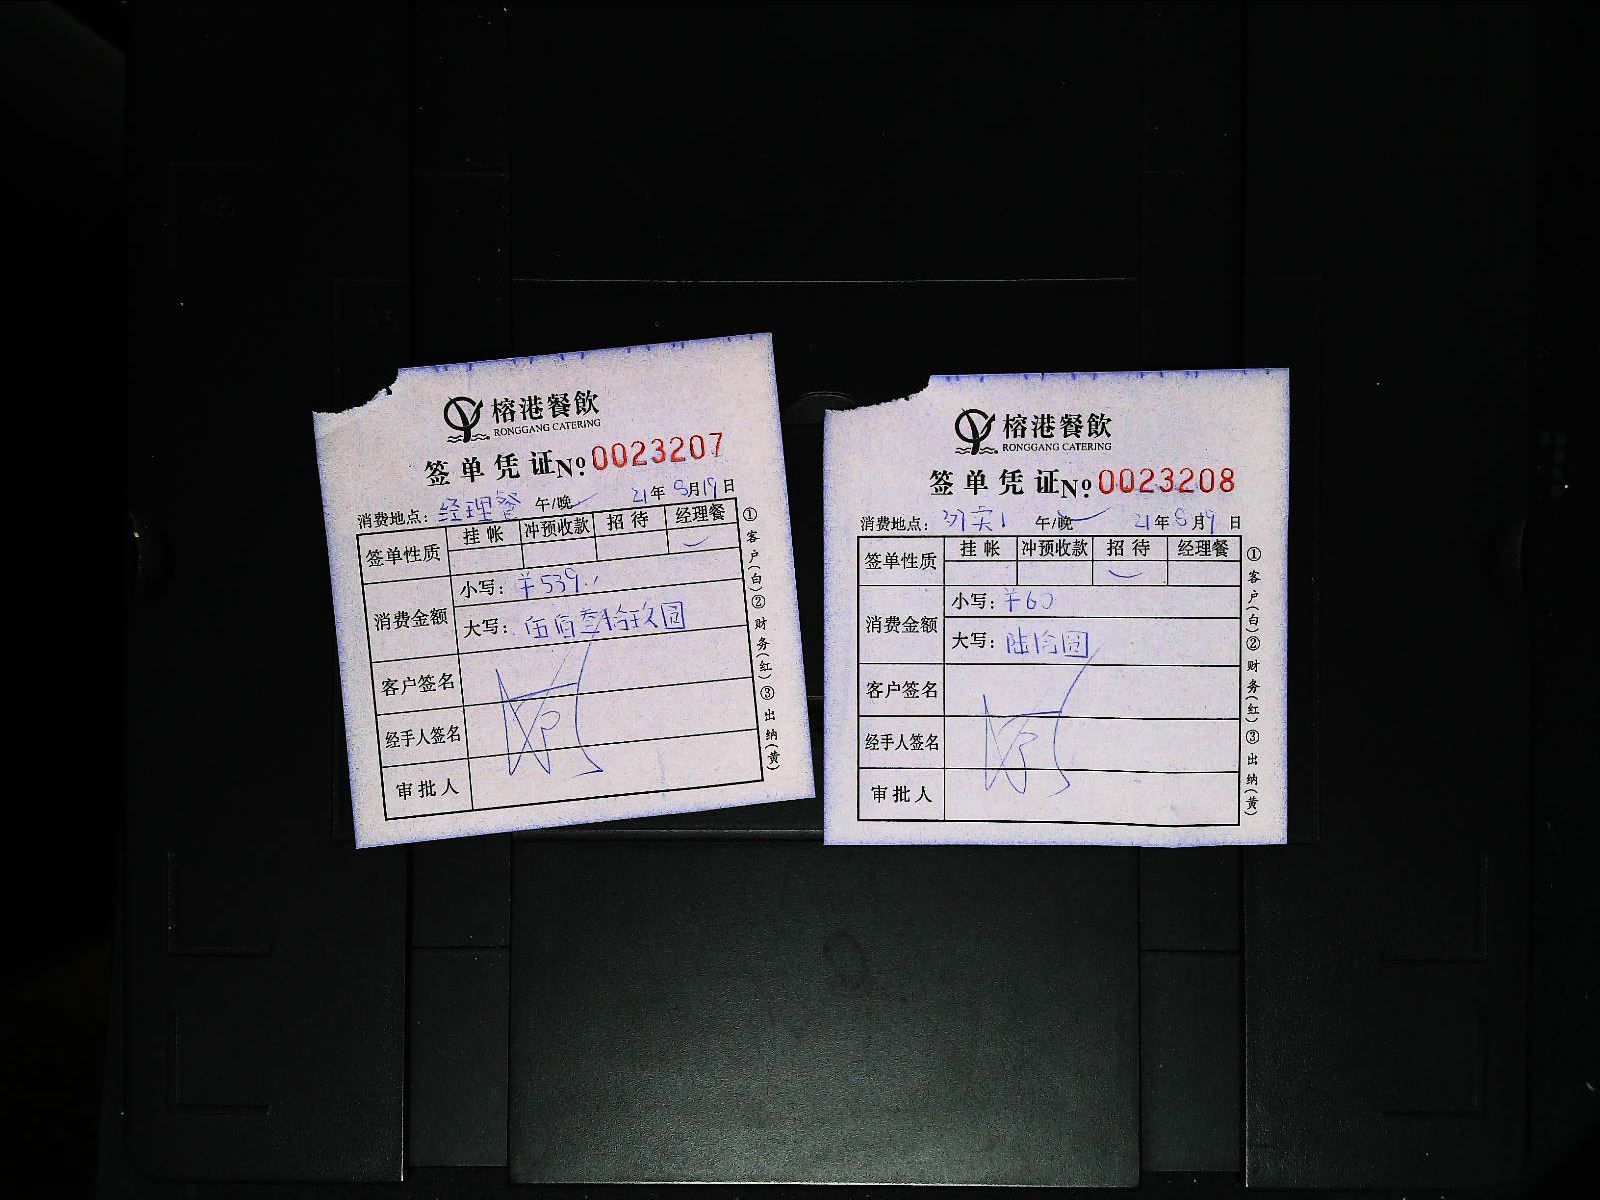 榕港餐飲
RONGGANG CATERING
签单凭证No.0023207
消费地点：经理餐 午/晚 21年8月19日
签单性质 挂帐 冲预收款 招待 经理餐
消费金额 小写：￥539
大写：伍佰叁拾玖圆
客户签名
经手人签名
审批人
①客户(白)②财务(红)③出纳(黄)
榕港餐飲
RONGGANG CATERING
签单凭证No.0023208
消费地点：外卖1 午/晚 21年8月19日
签单性质 挂帐 冲预收款 招待 经理餐
消费金额 小写：￥60
大写：陆拾圆
客户签名
经手人签名
审批人
①客户(白)②财务(红)③出纳(黄)